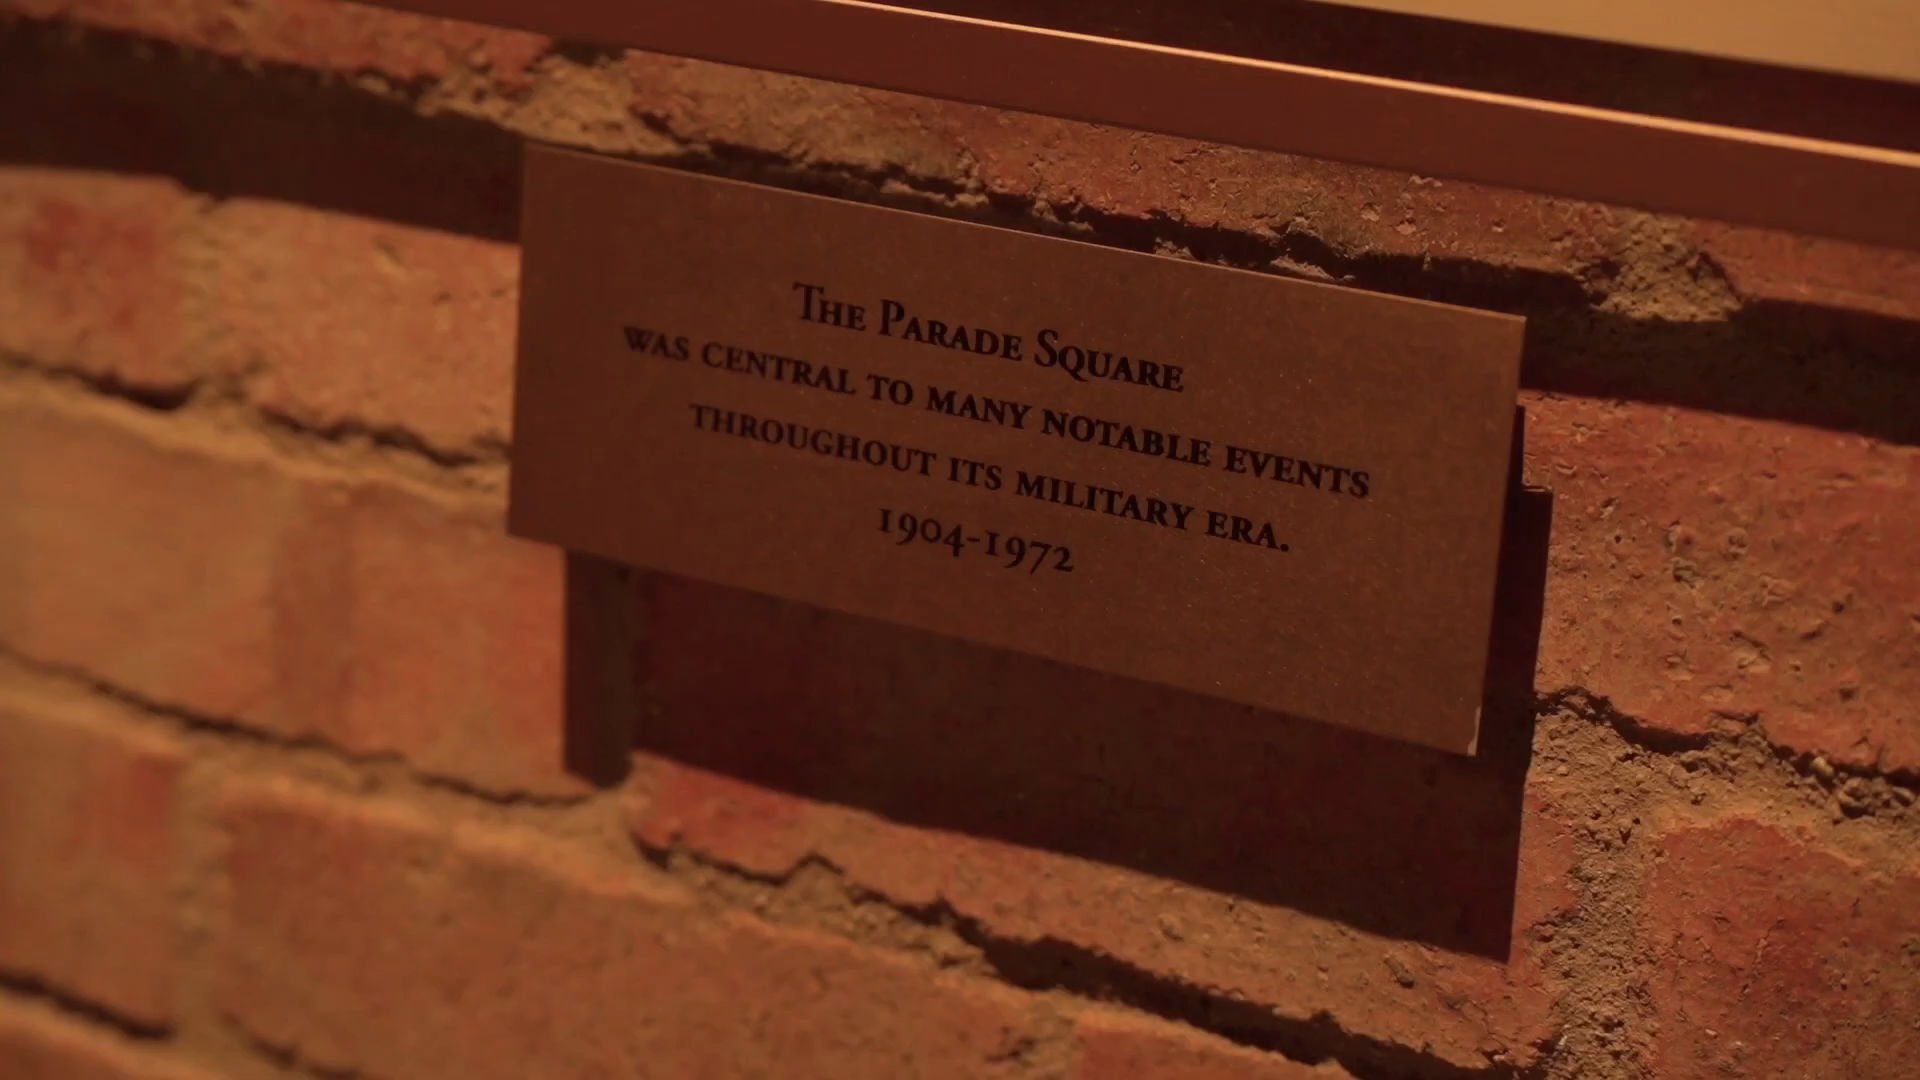 The Parade Square
was central to many notable events
throughout its military era.
1904-1972